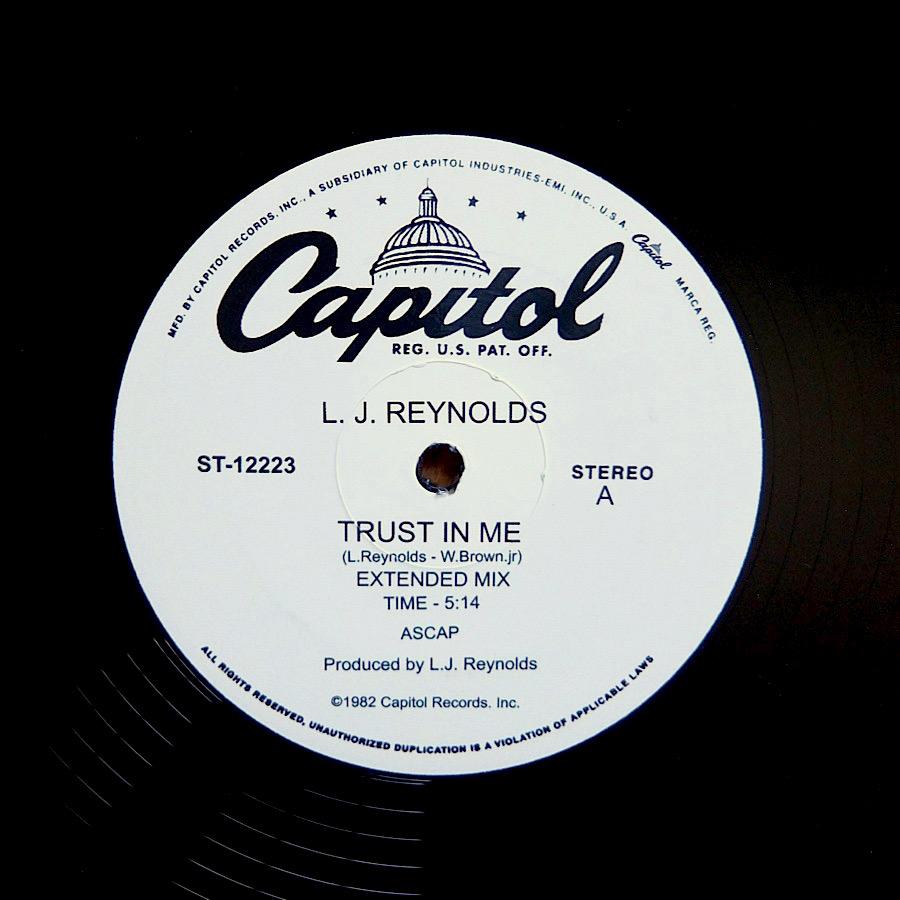 MFD. BY CAPITOL RECORDS, INC., A SUBSIDIARY OF CAPITOL INDUSTRIES-EMI, INC., U.S.A. Capitol MARCA REG.
Capitol
REG. U.S. PAT. OFF.
L. J. REYNOLDS
ST-12223
STEREO
A
TRUST IN ME
(L.Reynolds - W.Brown.jr)
EXTENDED MIX
TIME - 5:14
ASCAP
Produced by L.J. Reynolds
©1982 Capitol Records. Inc.
ALL RIGHTS RESERVED, UNAUTHORIZED DUPLICATION IS A VIOLATION OF APPLICABLE LAWS